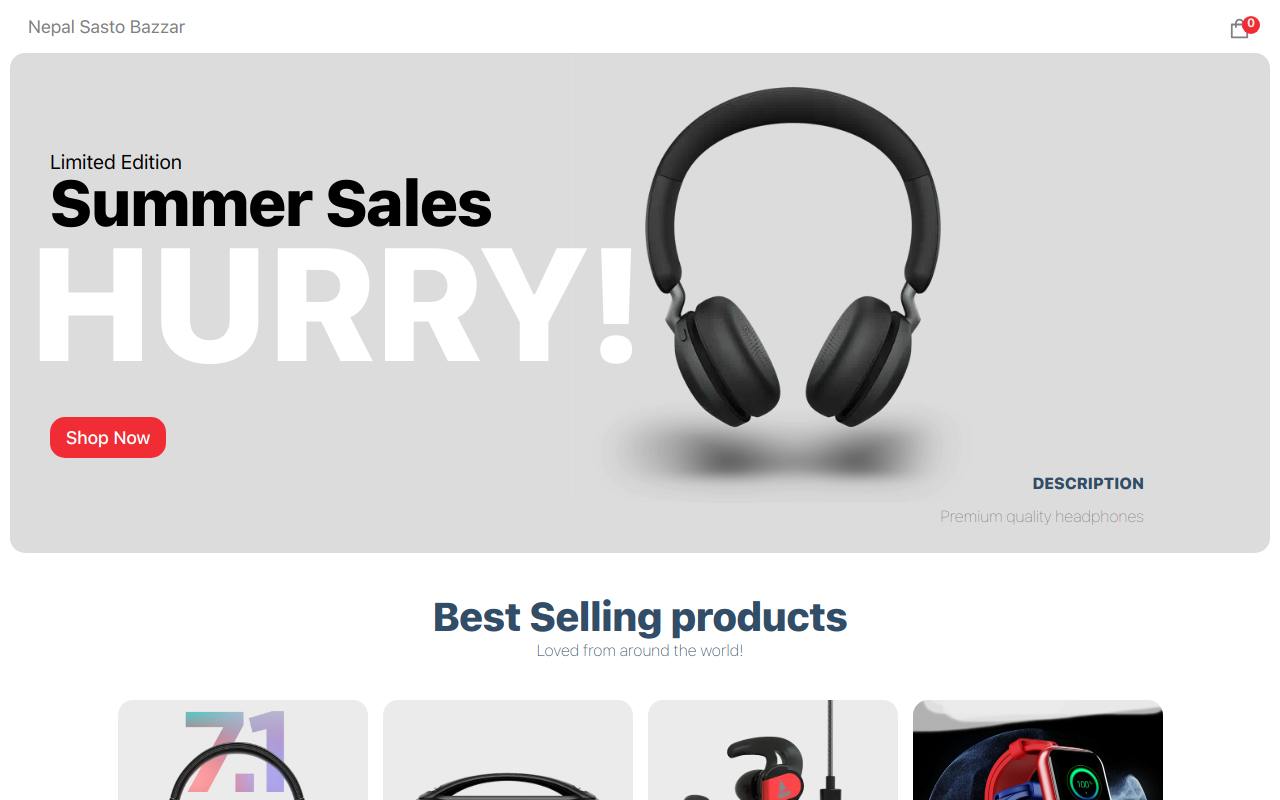 Nepal Sasto Bazzar
0
Limited Edition
Summer Sales
HURRY!
Shop Now
DESCRIPTION
Premium quality headphones
Best Selling products
Loved from around the world!
7.1
100%